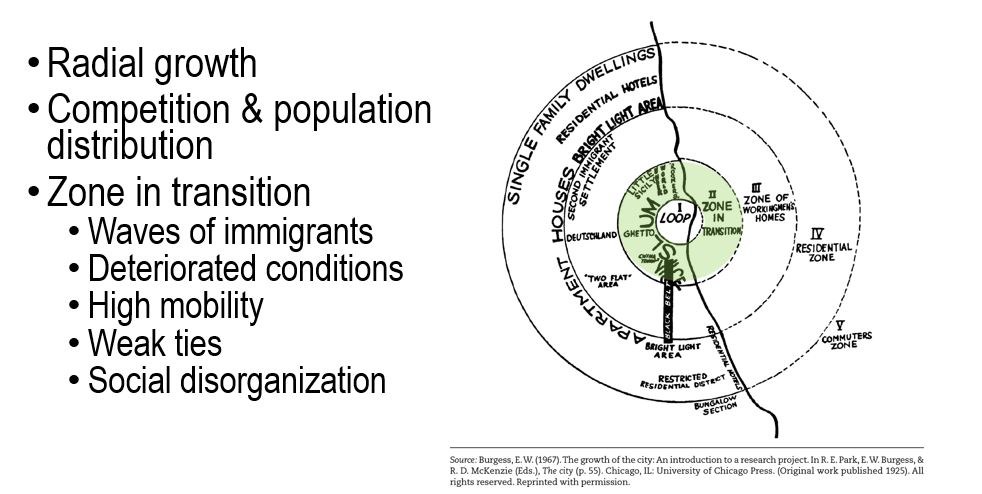 • Radial growth
• Competition & population
distribution
• Zone in transition
• Waves of immigrants
• Deteriorated conditions
• High mobility
• Weak ties
• Social disorganization
SINGLE FAMILY DWELLINGS
RESIDENTIAL HOTELS
BRIGHT LIGHT AREA
SECOND IMMIGRANT
SETTLEMENT
APARTMENT HOUSES
LITTLE
SICILY
DEUTSCHLAND
GHETTO
SLUM
I
LOOP
II
ZONE
IN
TRANSITION
III
ZONE OF
WORKINGMENS
HOMES
IV
RESIDENTIAL
ZONE
V
COMMUTERS
ZONE
CHINA
TOWN
VICE
"TWO FLAT"
AREA
BLACK BELT
BRIGHT LIGHT
AREA
RESIDENTIAL HOTELS
RESTRICTED
RESIDENTIAL DISTRICT
BUNGALOW
SECTION
Source: Burgess, E. W. (1967). The growth of the city: An introduction to a research project. In R. E. Park, E. W. Burgess, &
R. D. McKenzie (Eds.), The city (p. 55). Chicago, IL: University of Chicago Press. (Original work published 1925). All
rights reserved. Reprinted with permission.